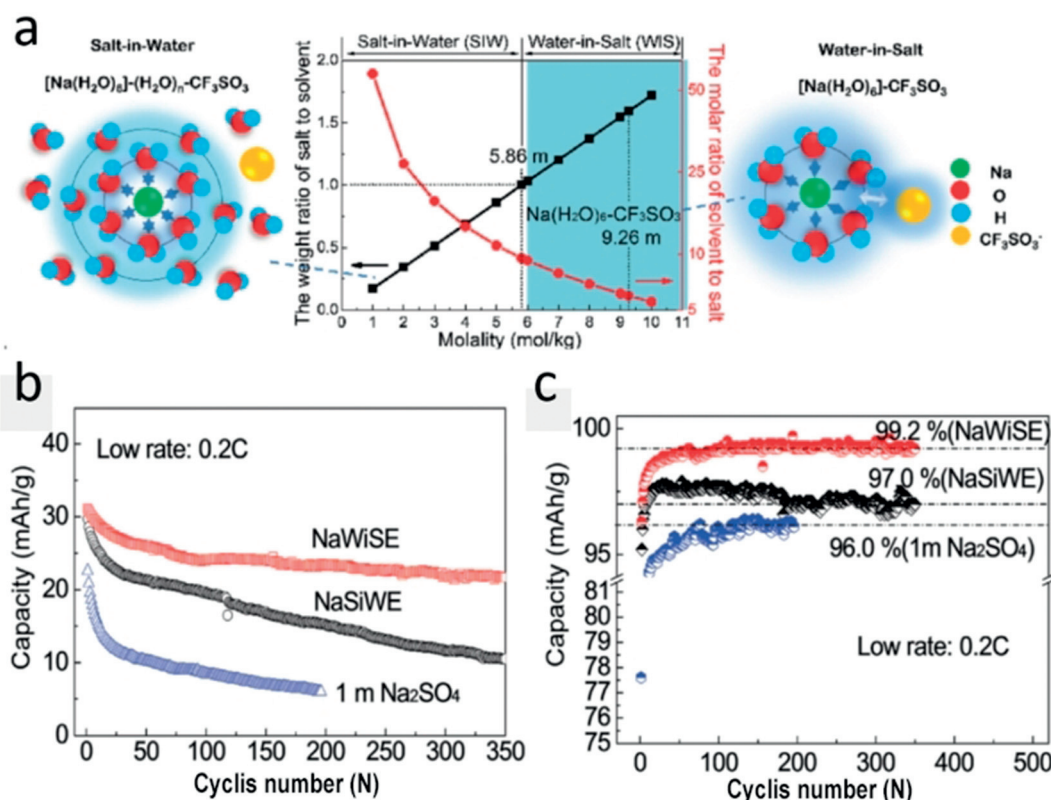 a
Salt-in-Water
[Na(H₂O)₆]-(H₂O)ₙ-CF₃SO₃
Salt-in-Water (SIW)
Water-in-Salt (WIS)
Water-in-Salt
[Na(H₂O)₆]-CF₃SO₃
The weight ratio of salt to solvent
2.0
1.5
1.0
0.5
0.0
5.86 m
Na(H₂O)₆-CF₃SO₃
9.26 m
50
25
10
5
The molar ratio of solvent to salt
0 1 2 3 4 5 6 7 8 9 10 11
Molality (mol/kg)
Na
O
H
CF₃SO₃⁻
b
Capacity (mAh/g)
40
30
20
10
0
Low rate: 0.2C
NaWiSE
NaSiWE
1 m Na₂SO₄
0 50 100 150 200 250 300 350
Cyclis number (N)
c
Capacity (mAh/g)
100
95
81
80
79
78
77
76
75
99.2 %(NaWiSE)
97.0 %(NaSiWE)
96.0 %(1m Na₂SO₄)
Low rate: 0.2C
0 100 200 300 400 500
Cyclis number (N)